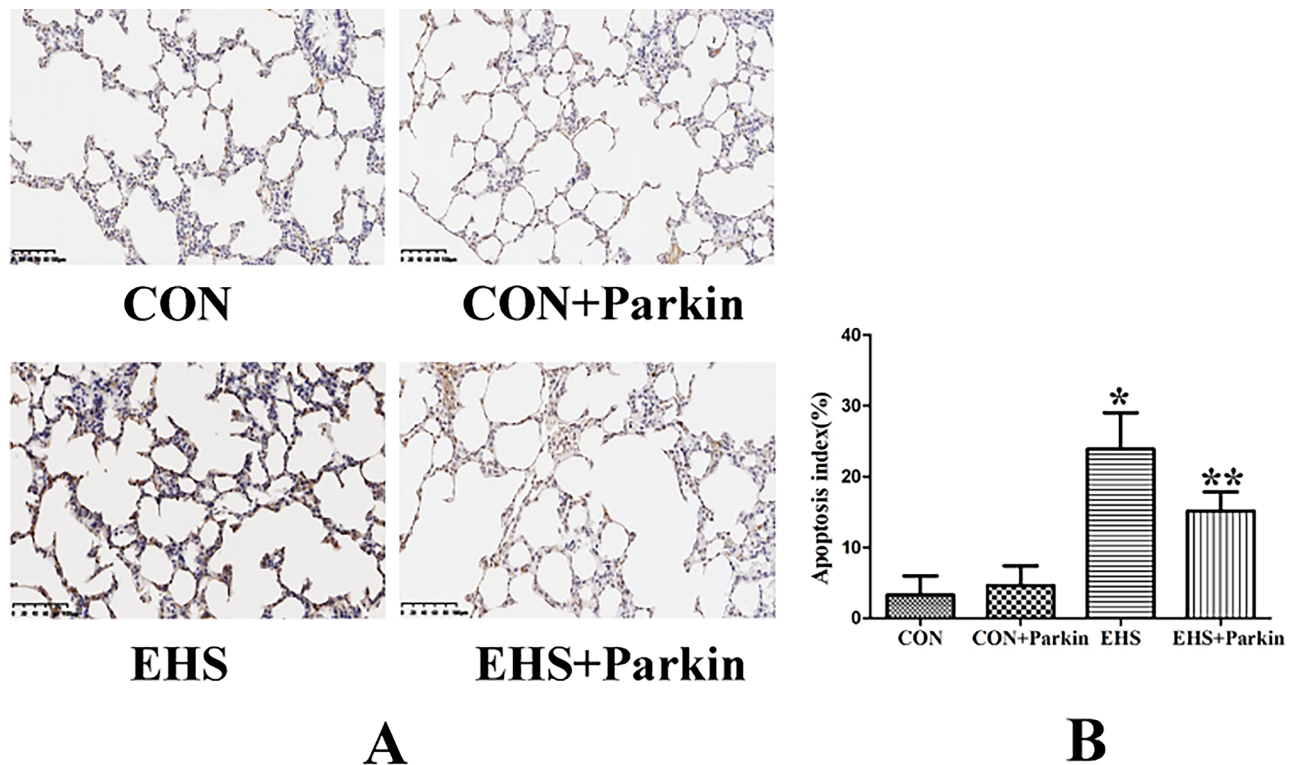 CON
CON+Parkin
EHS
EHS+Parkin
A
Apoptosis index(%)
40
30
20
10
0
*
**
CON
CON+Parkin
EHS
EHS+Parkin
B